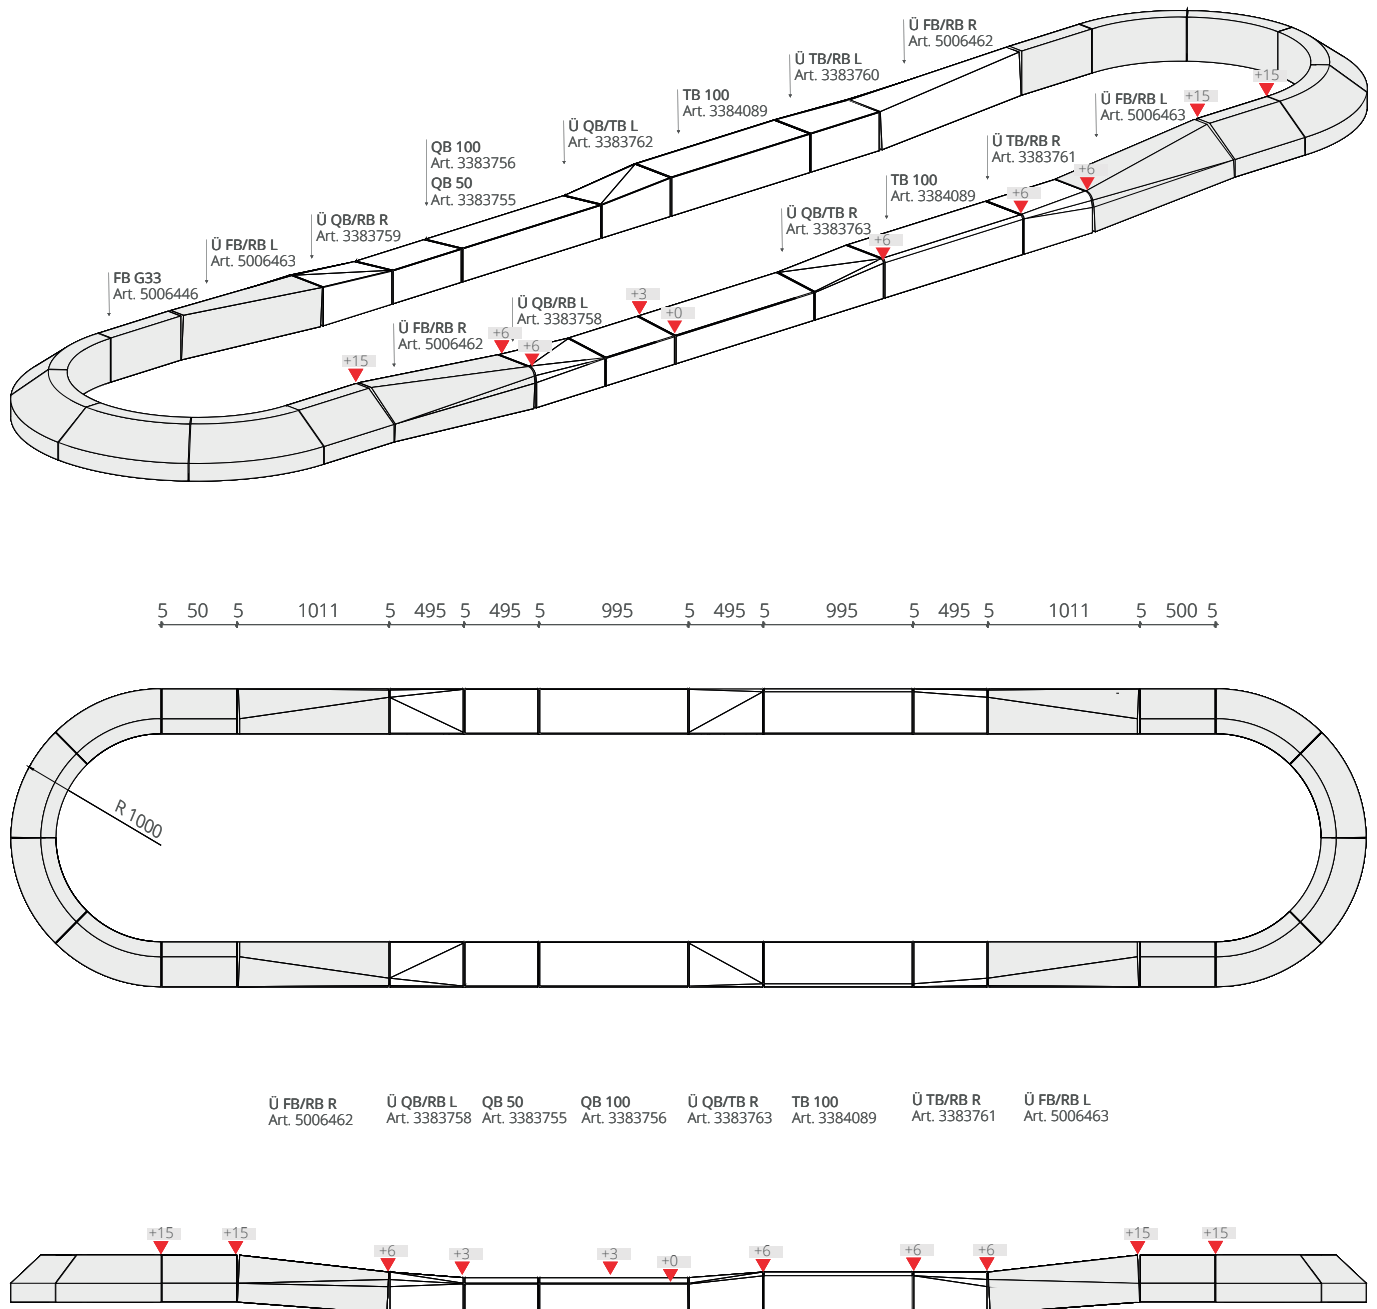 Ü FB/RB R
Art. 5006462
Ü TB/RB L
Art. 3383760
TB 100
Art. 3384089
Ü QB/TB L
Art. 3383762
QB 100
Art. 3383756
QB 50
Art. 3383755
Ü QB/RB R
Art. 3383759
Ü FB/RB L
Art. 5006463
FB G33
Art. 5006446
+15
+15
Ü FB/RB L
Art. 5006463
Ü TB/RB R
Art. 3383761
+6
+6
TB 100
Art. 3384089
Ü QB/TB R
Art. 3383763
+6
+3
+0
Ü QB/RB L
Art. 3383758
+6
+6
Ü FB/RB R
Art. 5006462
+15
5 50 5 1011 5 495 5 495 5 995 5 495 5 995 5 495 5 1011 5 500 5
R 1000
Ü FB/RB R
Art. 5006462
Ü QB/RB L
Art. 3383758
QB 50
Art. 3383755
QB 100
Art. 3383756
Ü QB/TB R
Art. 3383763
TB 100
Art. 3384089
Ü TB/RB R
Art. 3383761
Ü FB/RB L
Art. 5006463
+15 +15 +6 +3 +3 +0 +6 +6 +6 +15 +15